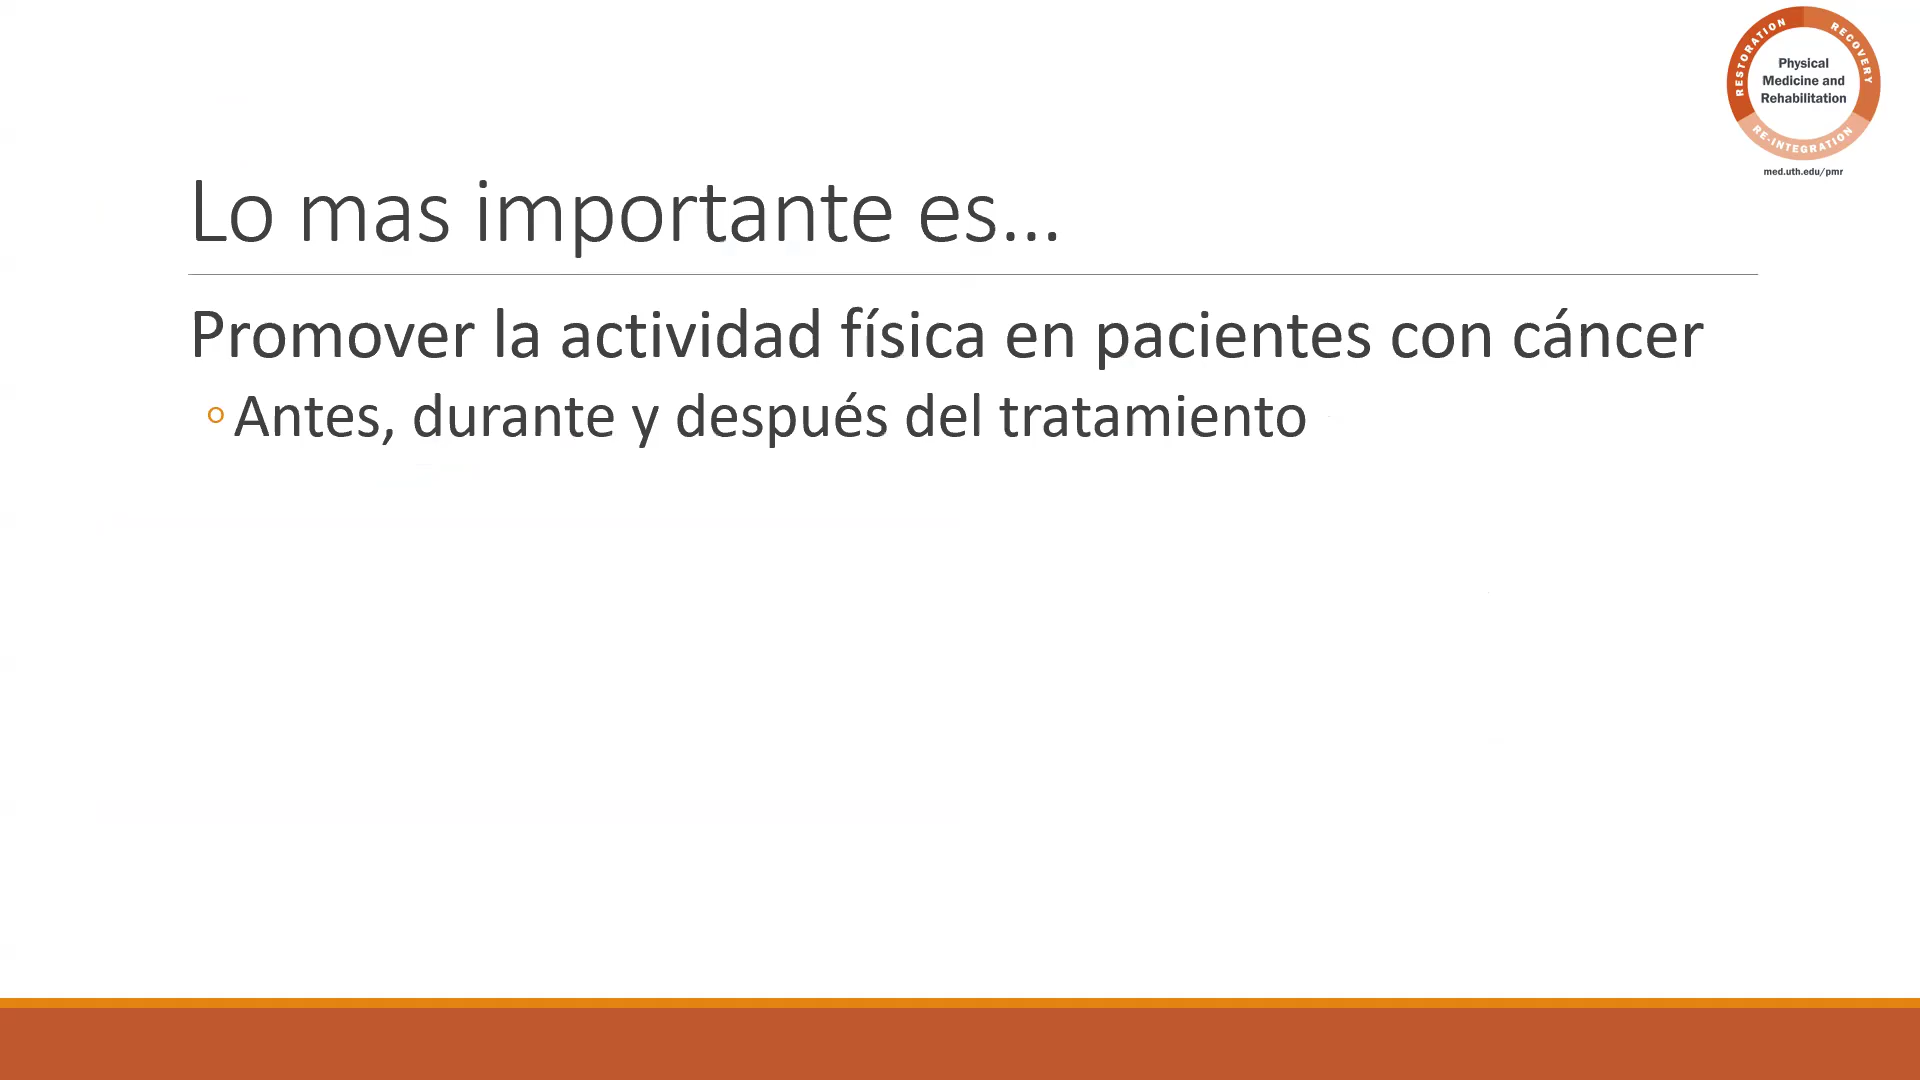 RESTORATION
RECOVERY
RE-INTEGRATION
Physical
Medicine and
Rehabilitation
med.uth.edu/pmr
Lo mas importante es...
Promover la actividad física en pacientes con cáncer
Antes, durante y después del tratamiento